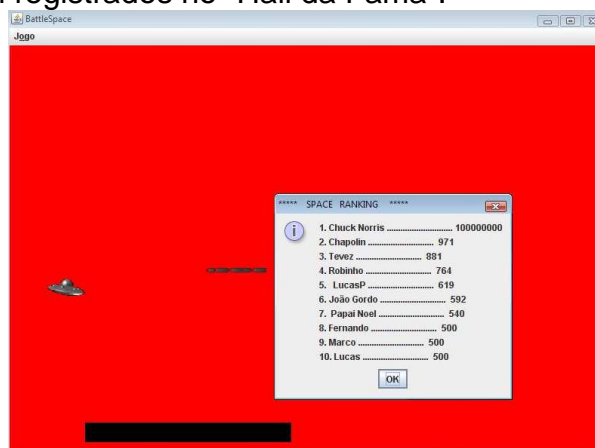 registrados no "Hall da Fama".
BattleSpace
Jogo
***** SPACE RANKING *****
1. Chuck Norris ............................ 100000000
2. Chapolin ............................ 971
3. Tevez ............................ 881
4. Robinho ............................ 764
5. LucasP ............................ 619
6. João Gordo ............................ 592
7. Papai Noel ............................ 540
8. Fernando ............................ 500
9. Marco ............................ 500
10. Lucas ............................ 500
OK